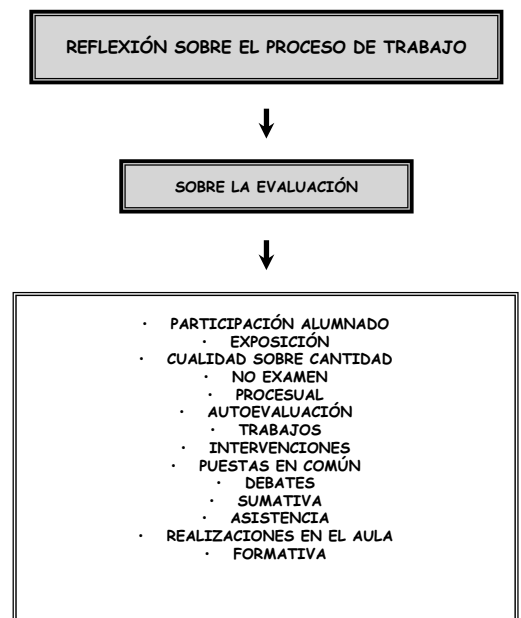 REFLEXIÓN SOBRE EL PROCESO DE TRABAJO
SOBRE LA EVALUACIÓN
· PARTICIPACIÓN ALUMNADO
· EXPOSICIÓN
· CUALIDAD SOBRE CANTIDAD
· NO EXAMEN
· PROCESUAL
· AUTOEVALUACIÓN
· TRABAJOS
· INTERVENCIONES
· PUESTAS EN COMÚN
· DEBATES
· SUMATIVA
· ASISTENCIA
· REALIZACIONES EN EL AULA
· FORMATIVA